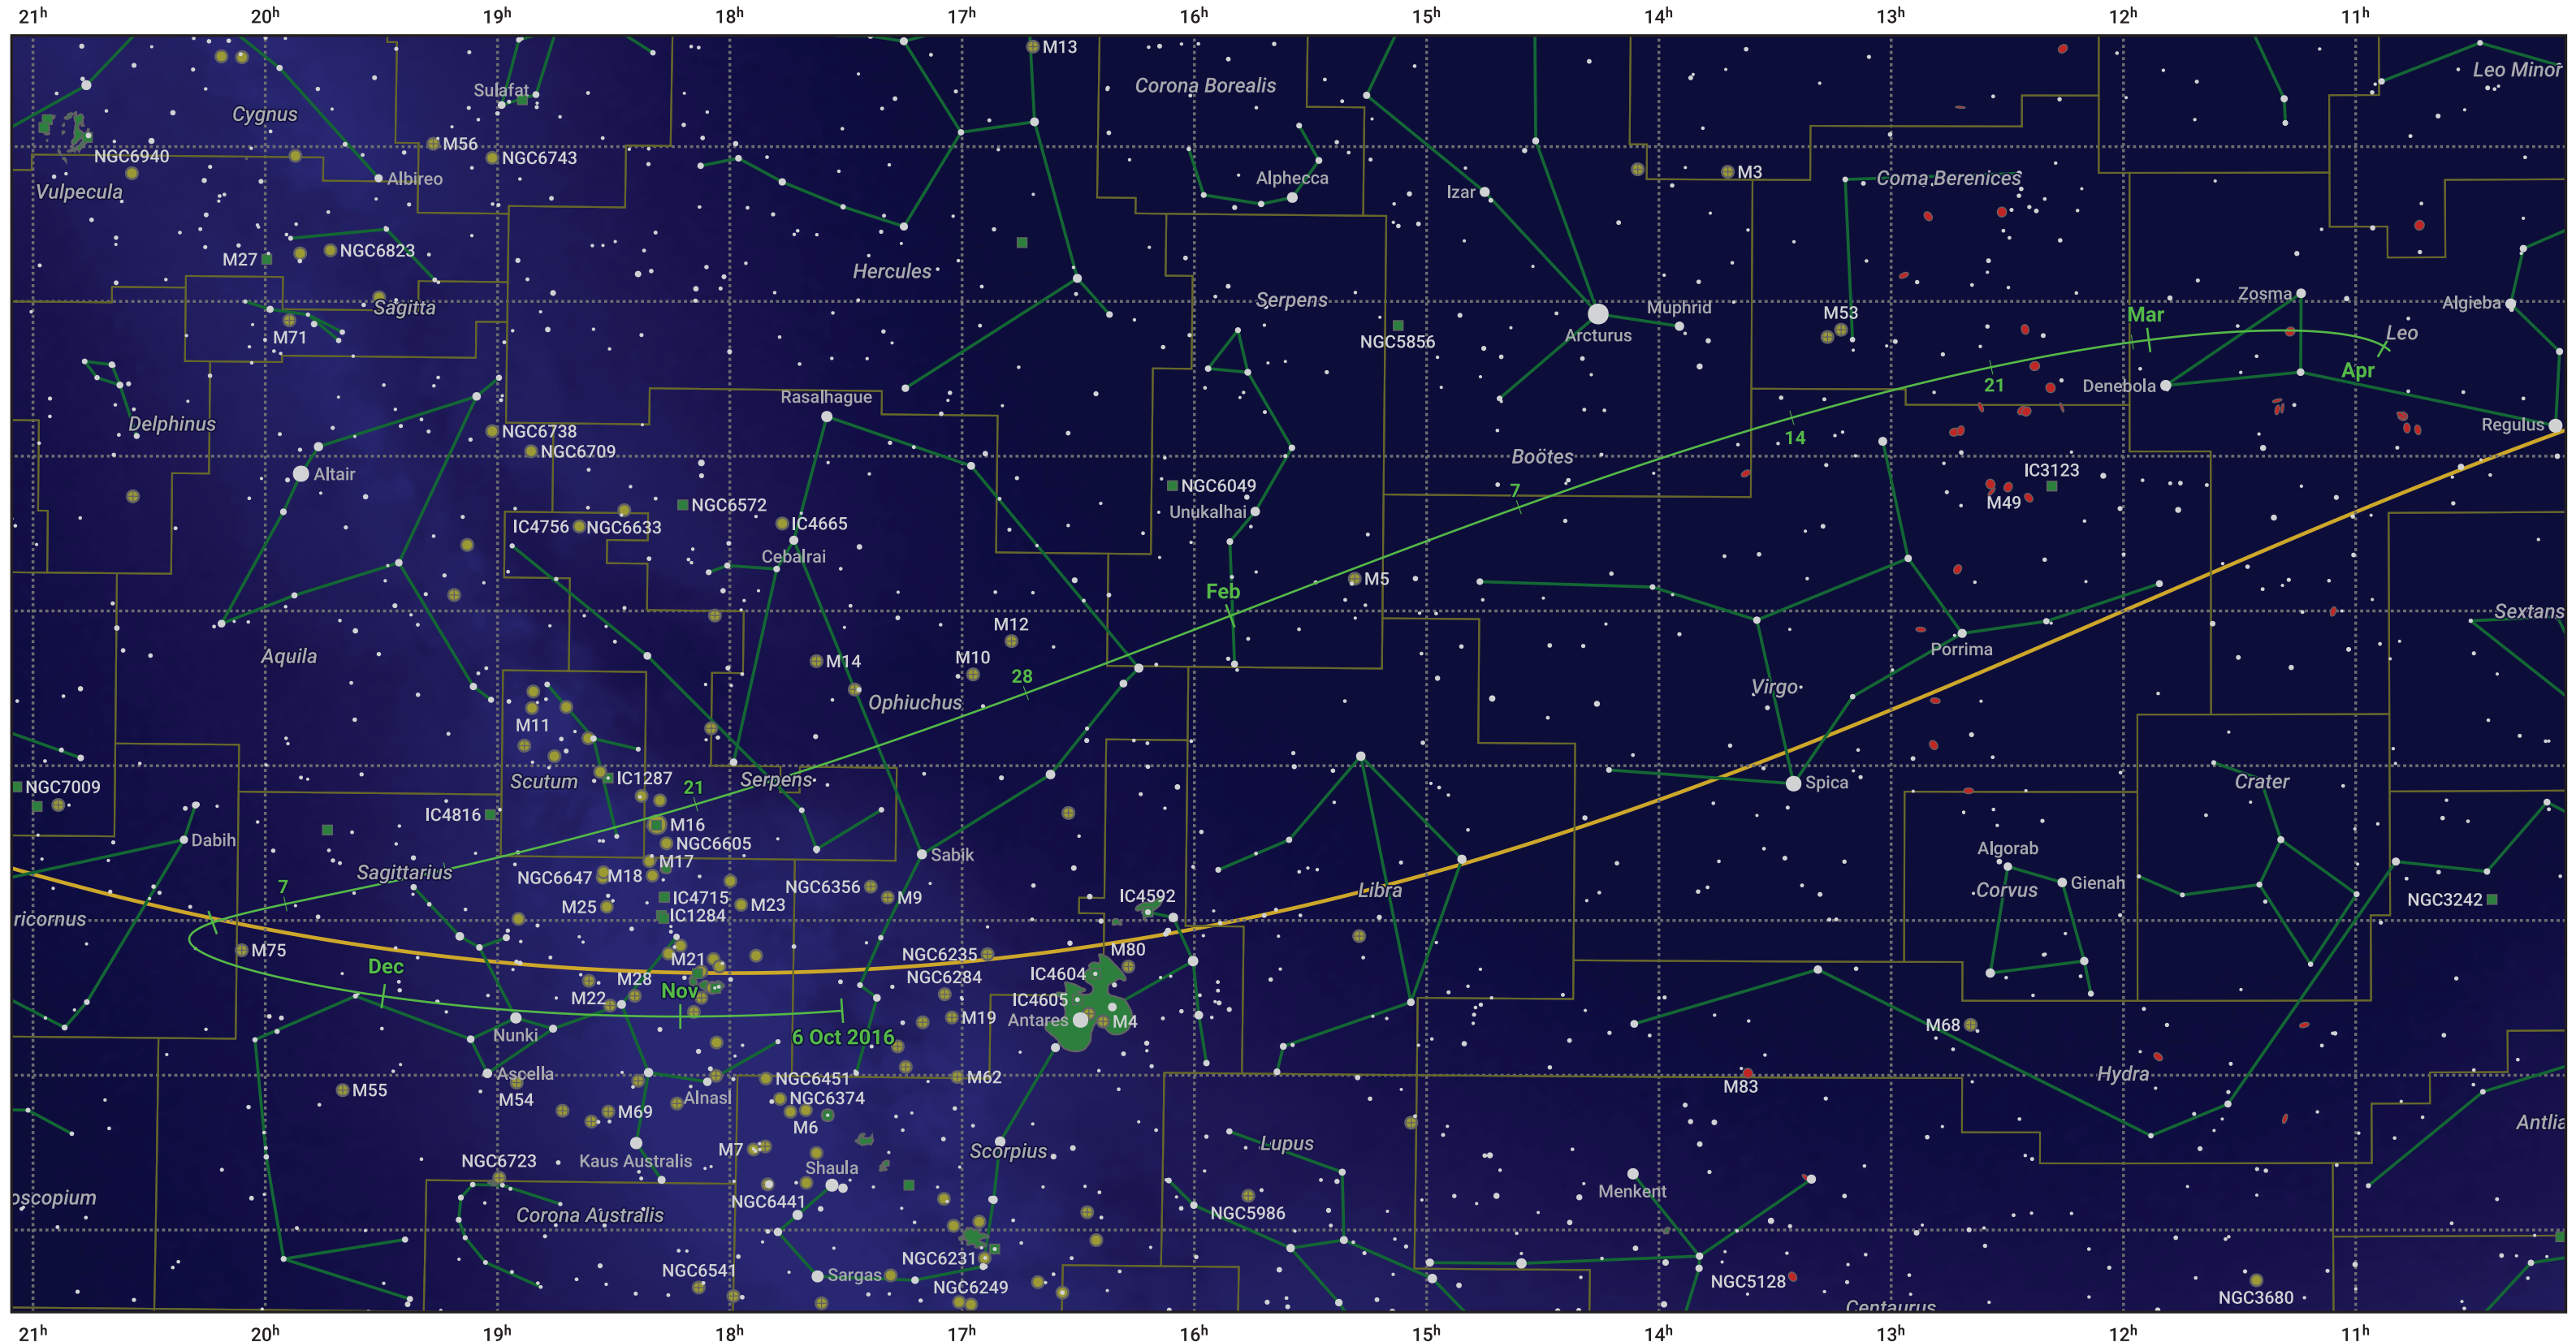 21h 20h 19h 18h 17h 16h 15h 14h 13h 12h 11h
M13
Leo Minor
Corona Borealis
Sulafat
Cygnus
M56
NGC6940
NGC6743
M3
Albireo
Alphecca
Coma Berenices
Vulpecula
Izar
NGC6823
M27
Hercules
Zosma
Serpens
Algieba
Sagitta
Muphrid
M53
Mar
M71
Arcturus
Leo
NGC5856
Apr
21
Denebola
Rasalhague
Delphinus
Regulus
NGC6738
14
NGC6709
Boötes
Altair
IC3123
NGC6049
7
M49
NGC6572
Unukalhai
IC4756
NGC6633
IC4665
Cebalrai
M5
Feb
Sextans
M12
Porrima
Aquila
M10
M14
28
Virgo
Ophiuchus
M11
Scutum
IC1287
Serpens
Crater
Spica
NGC7009
21
IC4816
M16
Dabih
NGC6605
Algorab
Sabik
M17
Sagittarius
NGC6647
M18
Gienah
7
NGC6356
Libra
Corvus
IC4715
M9
IC4592
NGC3242
M25
M23
IC1284
ricornus
M75
M80
NGC6235
M21
Dec
IC4604
M28
NGC6284
Nov
M22
IC4605
M19
Antares
M4
M68
Nunki
6 Oct 2016
Ascella
NGC6451
M62
Hydra
M55
M83
M54
Alnasl
NGC6374
M69
M6
Antlia
Lupus
M7
Scorpius
Kaus Australis
NGC6723
Shaula
Menkent
oscopium
NGC6441
Corona Australis
NGC5986
NGC6231
NGC6541
Sargas
NGC5128
NGC6249
NGC3680
Centaurus
21h 20h 19h 18h 17h 16h 15h 14h 13h 12h 11h